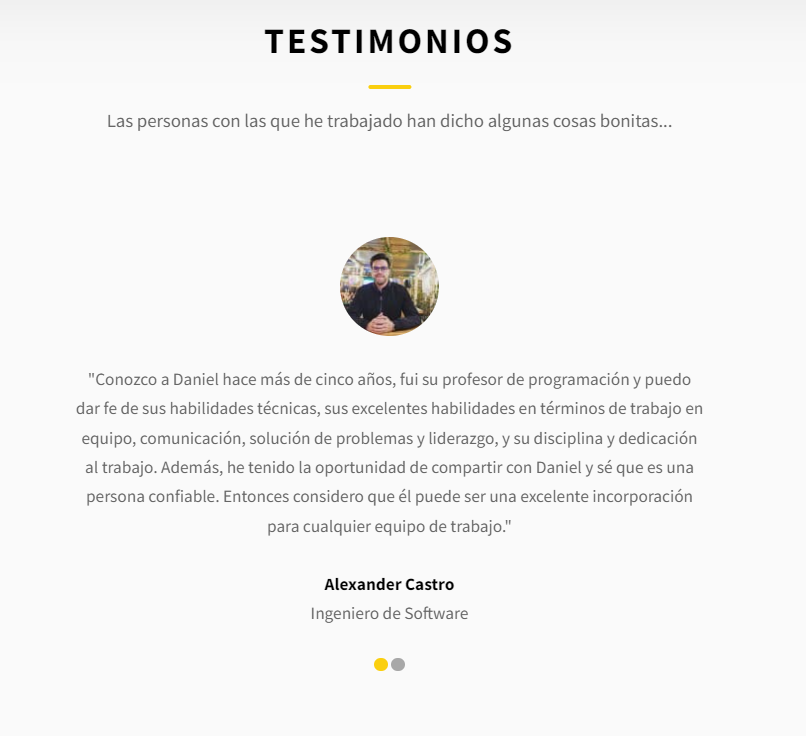 TESTIMONIOS
Las personas con las que he trabajado han dicho algunas cosas bonitas...
"Conozco a Daniel hace más de cinco años, fui su profesor de programación y puedo
dar fe de sus habilidades técnicas, sus excelentes habilidades en términos de trabajo en
equipo, comunicación, solución de problemas y liderazgo, y su disciplina y dedicación
al trabajo. Además, he tenido la oportunidad de compartir con Daniel y sé que es una
persona confiable. Entonces considero que él puede ser una excelente incorporación
para cualquier equipo de trabajo."
Alexander Castro
Ingeniero de Software